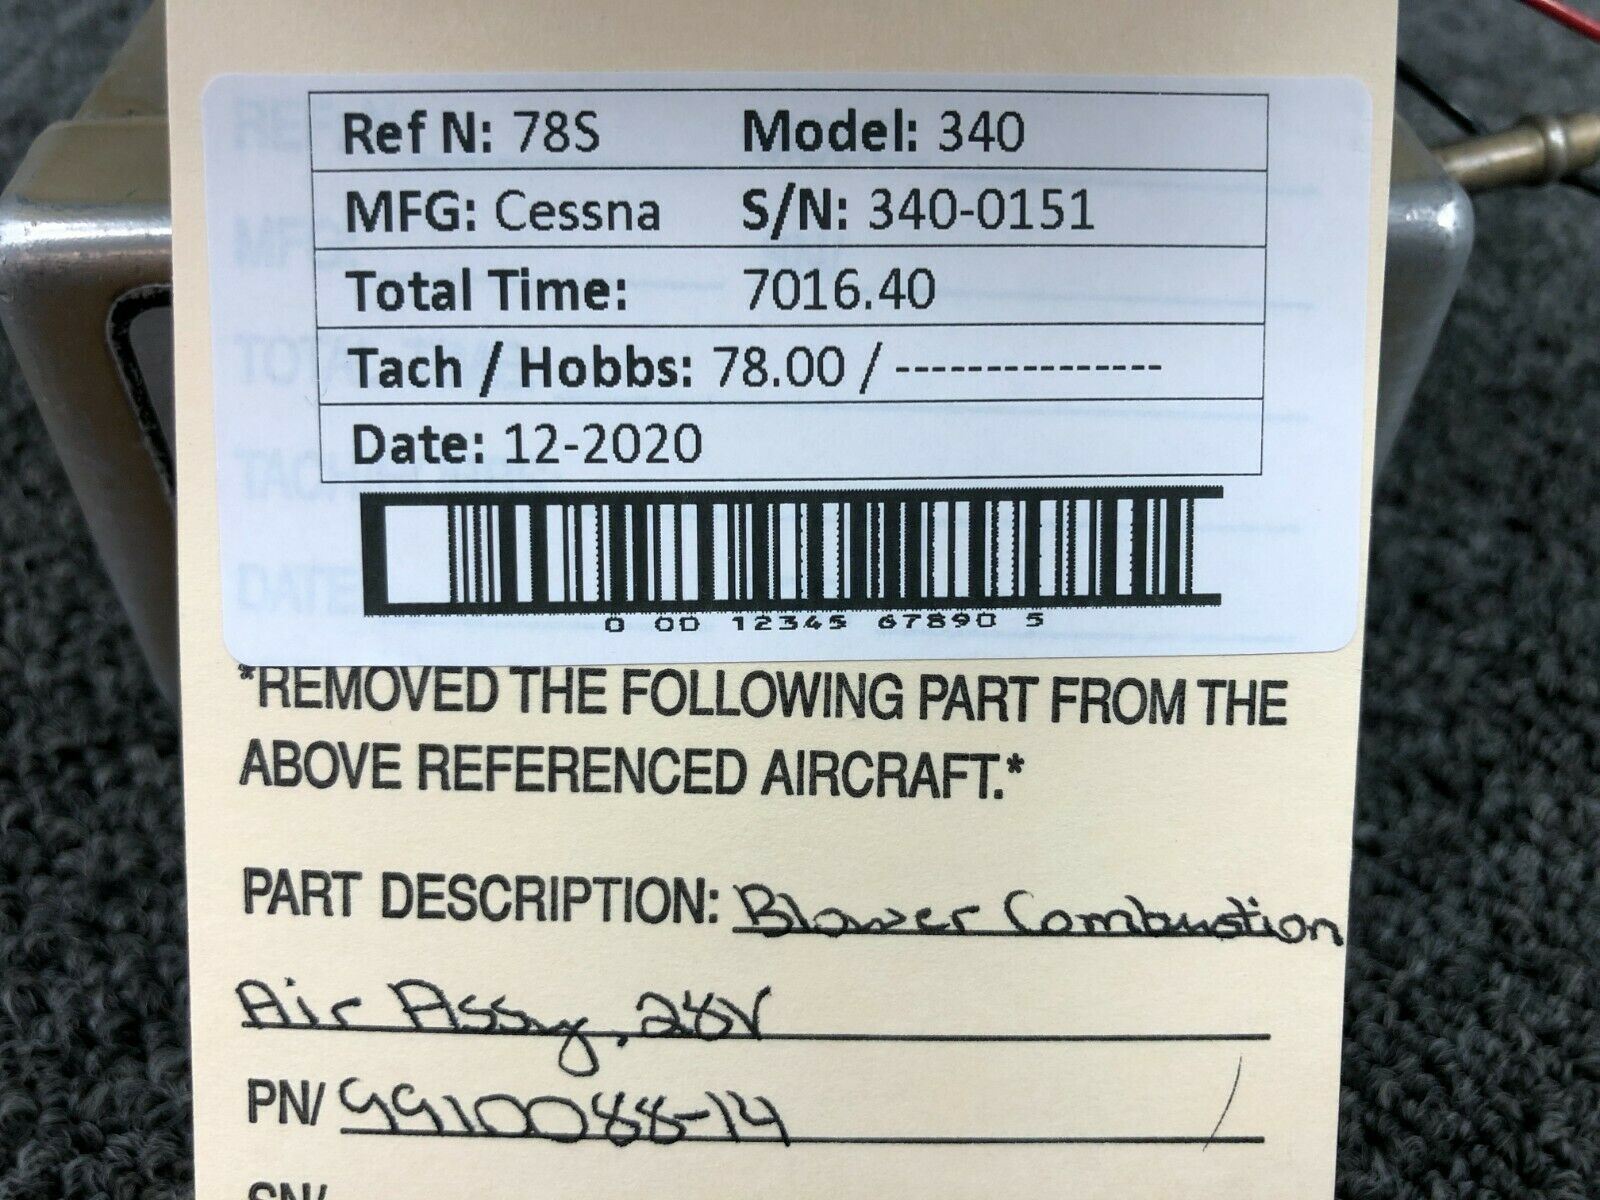 Ref N: 78S Model: 340
MFG: Cessna S/N: 340-0151
Total Time: 7016.40
Tach / Hobbs: 78.00 / ---------------
Date: 12-2020
0 00 12345 67890 5
*REMOVED THE FOLLOWING PART FROM THE
ABOVE REFERENCED AIRCRAFT.*
PART DESCRIPTION: Blower Combustion
Air Assy, 28V
PN/ 9910088-14
SN/